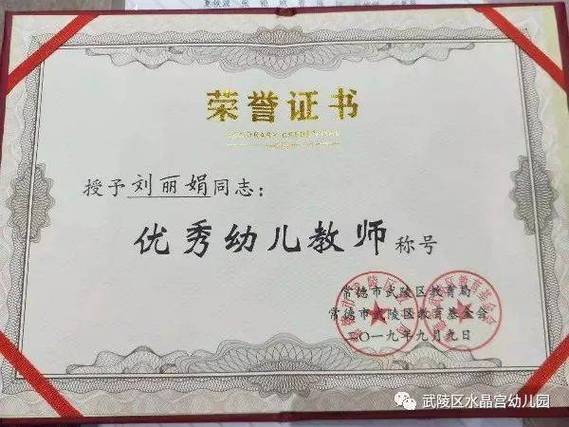 荣誉证书
授予刘丽娟同志：
优秀幼儿教师称号
常德市武陵区教育局
常德市武陵区教育基金会
二〇一九年九月九日
武陵区水晶宫幼儿园